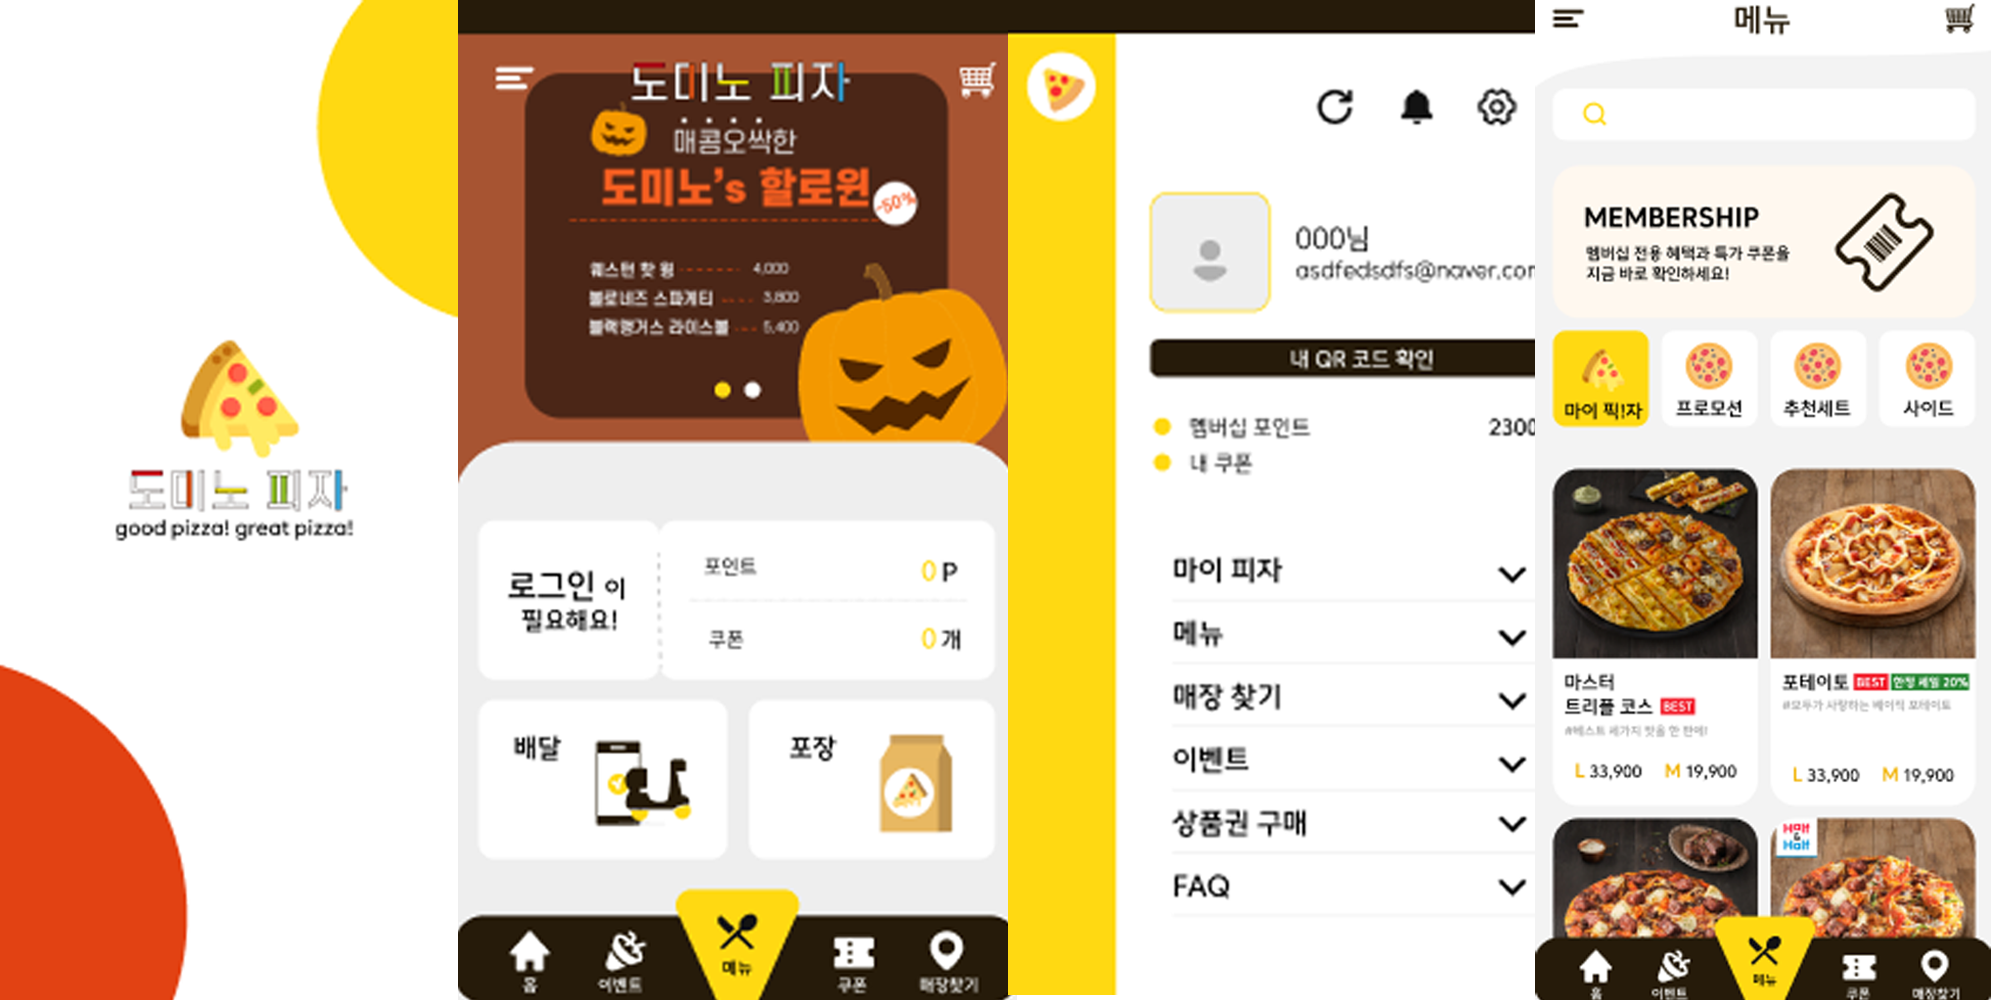 도미노 피자
good pizza! great pizza!
도미노 피자
매콤오싹한
도미노's 할로윈
-50%
퀘스턴 핫 윙 4,000
볼로네즈 스파게티 3,800
블랙앵거스 라이스볼 5,400
로그인 이
필요해요!
포인트 0 P
쿠폰 0 개
배달
포장
홈
이벤트
메뉴
쿠폰
매장찾기
000님
asdfedsdfs@naver.com
내 QR 코드 확인
멤버십 포인트 2300
내 쿠폰
마이 피자
메뉴
매장 찾기
이벤트
상품권 구매
FAQ
메뉴
MEMBERSHIP
멤버십 전용 혜택과 특가 쿠폰을
지금 바로 확인하세요!
마이 픽!자
프로모션
추천세트
사이드
마스터
트리플 코스 BEST
#베스트 세가지 맛을 한 판에!
L 33,900 M 19,900
포테이토 BEST 한정 세일 20%
#모두가 사랑하는 베이직 포테이토
L 33,900 M 19,900
Half
&
Half
홈
이벤트
메뉴
쿠폰
매장찾기